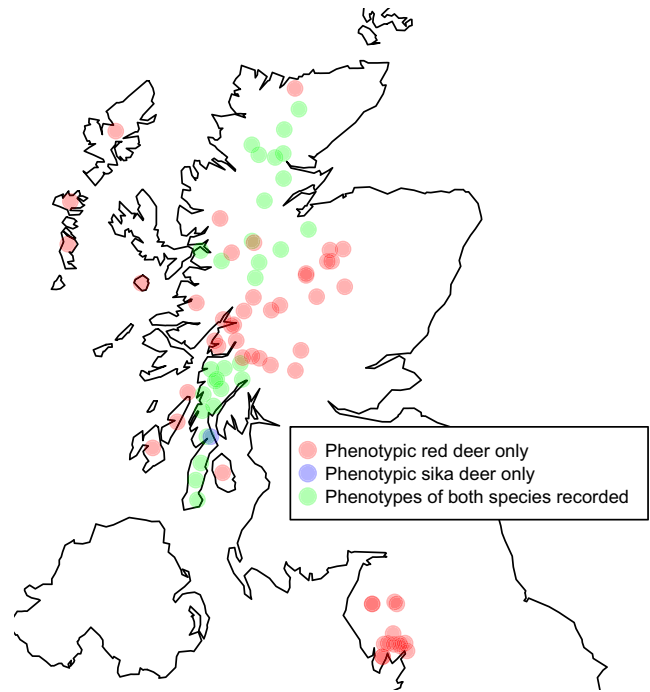 Phenotypic red deer only
Phenotypic sika deer only
Phenotypes of both species recorded